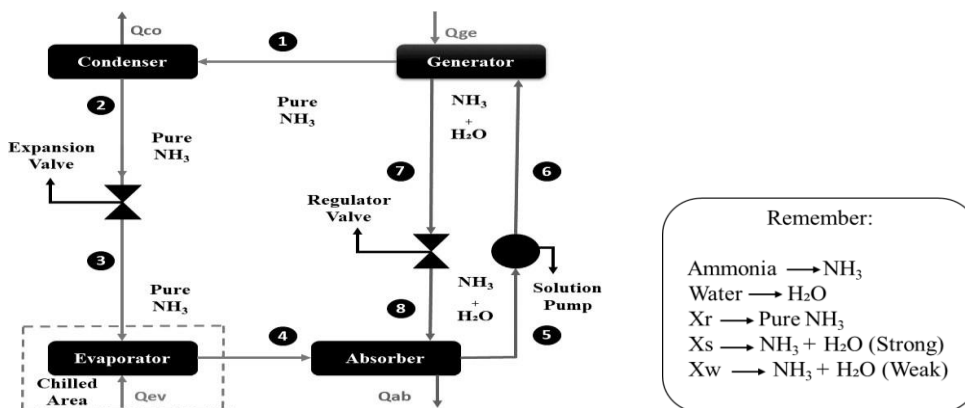 Qco
Qge
1
Condenser
Generator
2
Pure
NH₃
NH₃
+
H₂O
Pure
NH₃
Expansion
Valve
7
6
Regulator
Valve
3
Solution
Pump
NH₃
+
H₂O
Pure
NH₃
8
4
5
Evaporator
Absorber
Chilled
Area
Qev
Qab
Remember:
Ammonia → NH₃
Water → H₂O
Xr → Pure NH₃
Xs → NH₃ + H₂O (Strong)
Xw → NH₃ + H₂O (Weak)